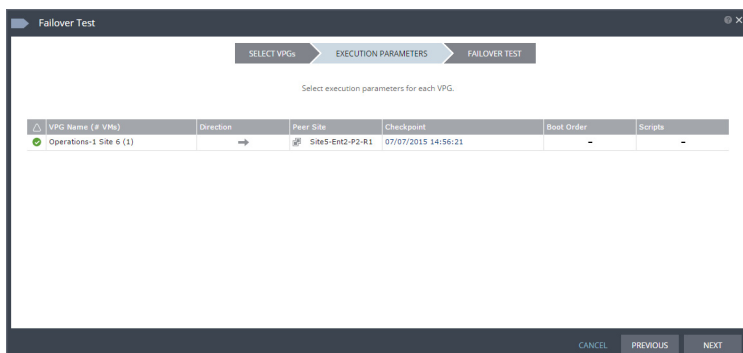 Failover Test
SELECT VPGs EXECUTION PARAMETERS FAILOVER TEST
Select execution parameters for each VPG.
VPG Name (# VMs) Direction Peer Site Checkpoint Boot Order Scripts
Operations-1 Site 6 (1) Site5-Ent2-P2-R1 07/07/2015 14:56:21 - -
CANCEL PREVIOUS NEXT